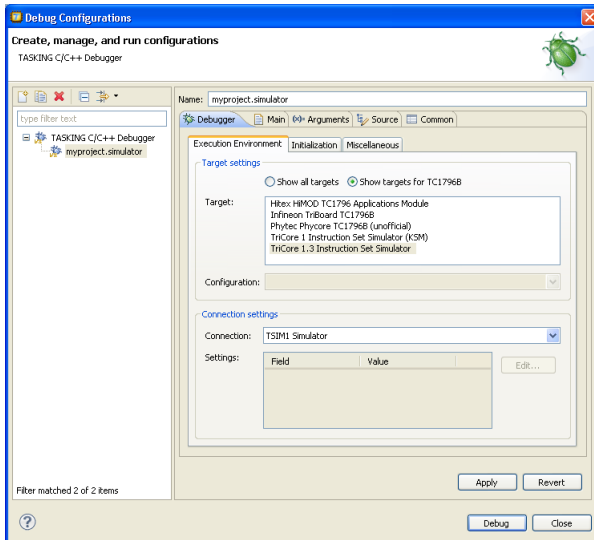 Debug Configurations
Create, manage, and run configurations
TASKING C/C++ Debugger
type filter text
TASKING C/C++ Debugger
myproject.simulator
Filter matched 2 of 2 items
Name: myproject.simulator
Debugger Main Arguments Source Common
Execution Environment Initialization Miscellaneous
Target settings
Show all targets Show targets for TC1796B
Target:
Hitex HiMOD TC1796 Applications Module
Infineon TriBoard TC1796B
Phytec Phycore TC1796B (unofficial)
TriCore 1 Instruction Set Simulator (KSM)
TriCore 1.3 Instruction Set Simulator
Configuration:
Connection settings
Connection: TSIM1 Simulator
Settings: Field Value
Edit...
Apply Revert
Debug Close